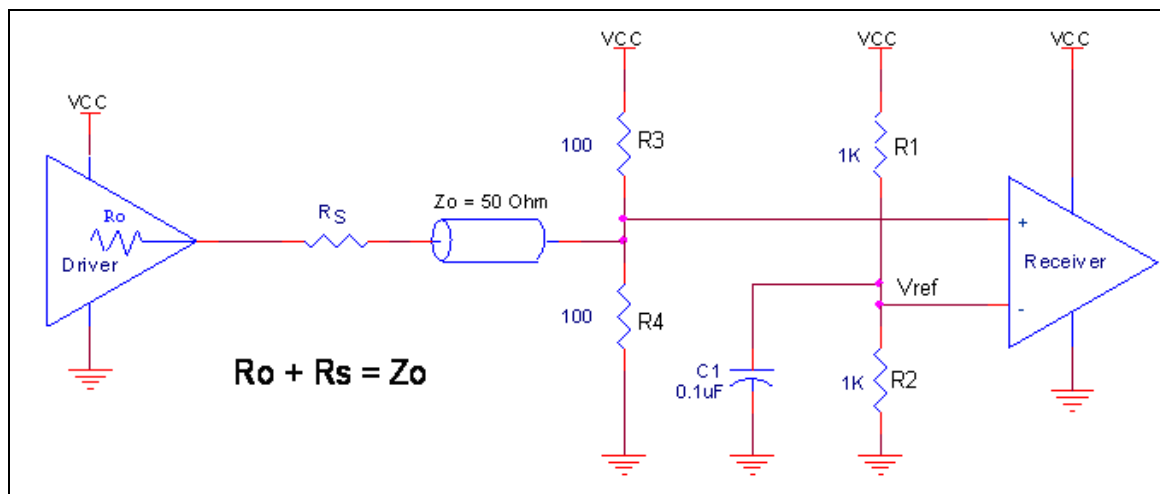 VCC
VCC
VCC
VCC
Ro
Driver
RS
Zo = 50 Ohm
100
R3
1K
R1
+
Receiver
-
Vref
100
R4
Ro + Rs = Zo
C1
0.1uF
1K
R2